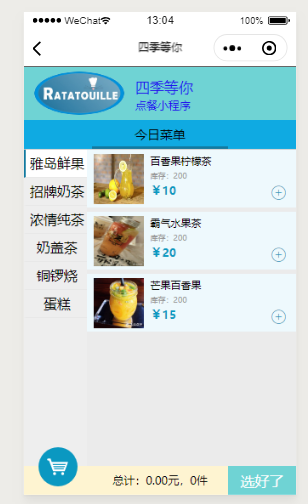 WeChat
13:04
100%
四季等你
RATATOUILLE
四季等你
点餐小程序
今日菜单
雅岛鲜果
招牌奶茶
浓情纯茶
奶盖茶
铜锣烧
蛋糕
百香果柠檬茶
库存：200
￥10
霸气水果茶
库存：200
￥20
芒果百香果
库存：200
￥15
总计：0.00元，0件
选好了